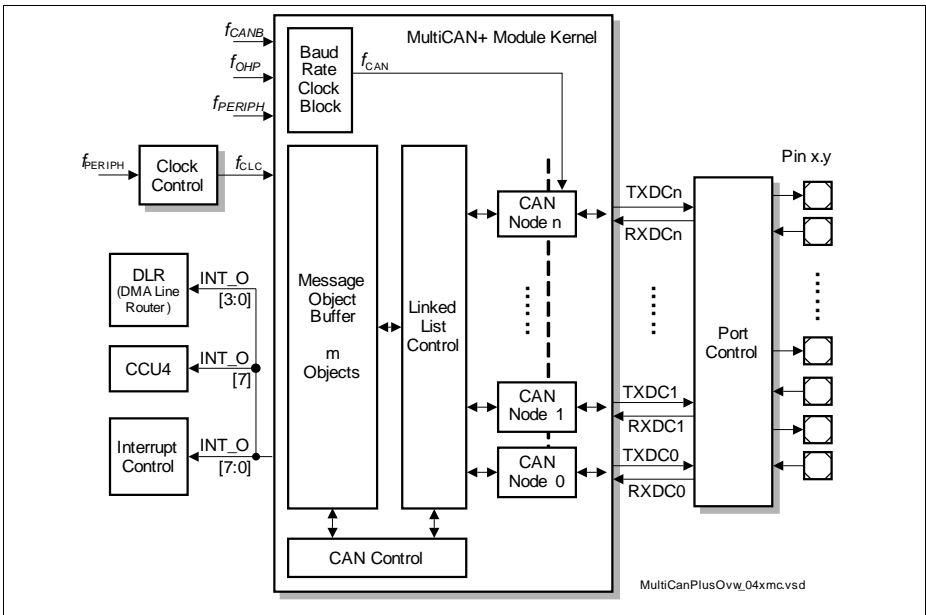 MultiCAN+ Module Kernel
fCANB
fOHP
fPERIPH
Baud
Rate
Clock
Block
fCAN
fPERIPH
Clock
Control
fCLC
DLR
(DMA Line
Router)
INT_O
[3:0]
CCU4
INT_O
[7]
Interrupt
Control
INT_O
[7:0]
Message
Object
Buffer
m
Objects
Linked
List
Control
CAN
Node n
CAN
Node 1
CAN
Node 0
CAN Control
TXDCn
RXDCn
TXDC1
RXDC1
TXDC0
RXDC0
Port
Control
Pin x.y
MultiCanPlusOvw_04xmc.vsd